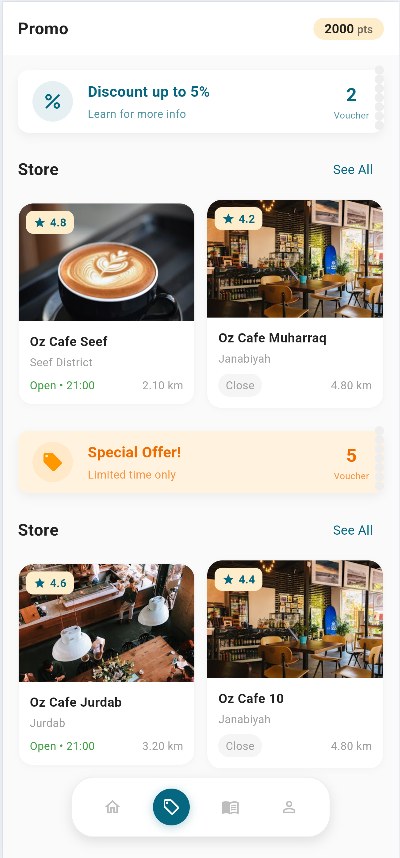 Promo
2000 pts
Discount up to 5%
Learn for more info
2
Voucher
Store
See All
4.8
4.2
Oz Cafe Seef
Seef District
Open • 21:00
2.10 km
Oz Cafe Muharraq
Janabiyah
Close
4.80 km
Special Offer!
Limited time only
5
Voucher
Store
See All
4.6
4.4
Oz Cafe Jurdab
Jurdab
Open • 21:00
3.20 km
Oz Cafe 10
Janabiyah
Close
4.80 km